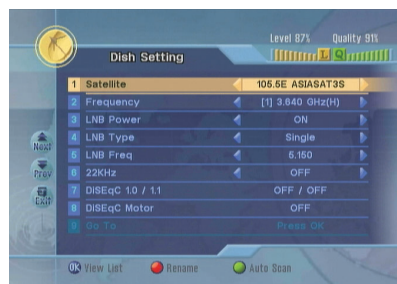 Level 87% Quality 91%
Dish Setting
L Q
1 Satellite 105.5E ASIASAT3S
2 Frequency [1] 3.640 GHz(H)
3 LNB Power ON
4 LNB Type Single
5 LNB Freq 5.150
6 22KHz OFF
7 DiSEqC 1.0 / 1.1 OFF / OFF
8 DiSEqC Motor OFF
9 Go To Press OK
Next
Prev
Exit
OK View List Rename Auto Scan